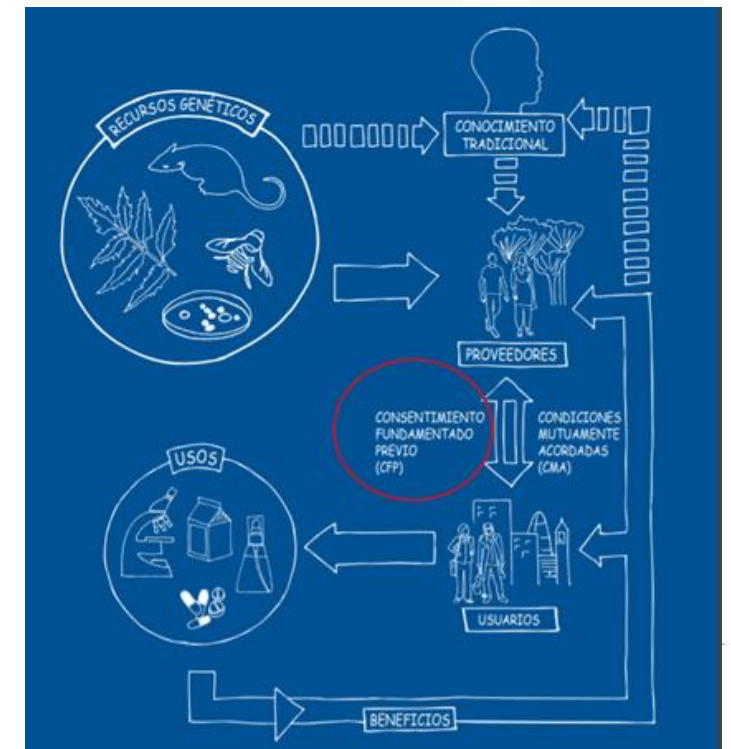 RECURSOS GENÉTICOS
CONOCIMIENTO
TRADICIONAL
PROVEEDORES
CONSENTIMIENTO
FUNDAMENTADO
PREVIO
(CFP)
CONDICIONES
MUTUAMENTE
ACORDADAS
(CMA)
USOS
USUARIOS
BENEFICIOS